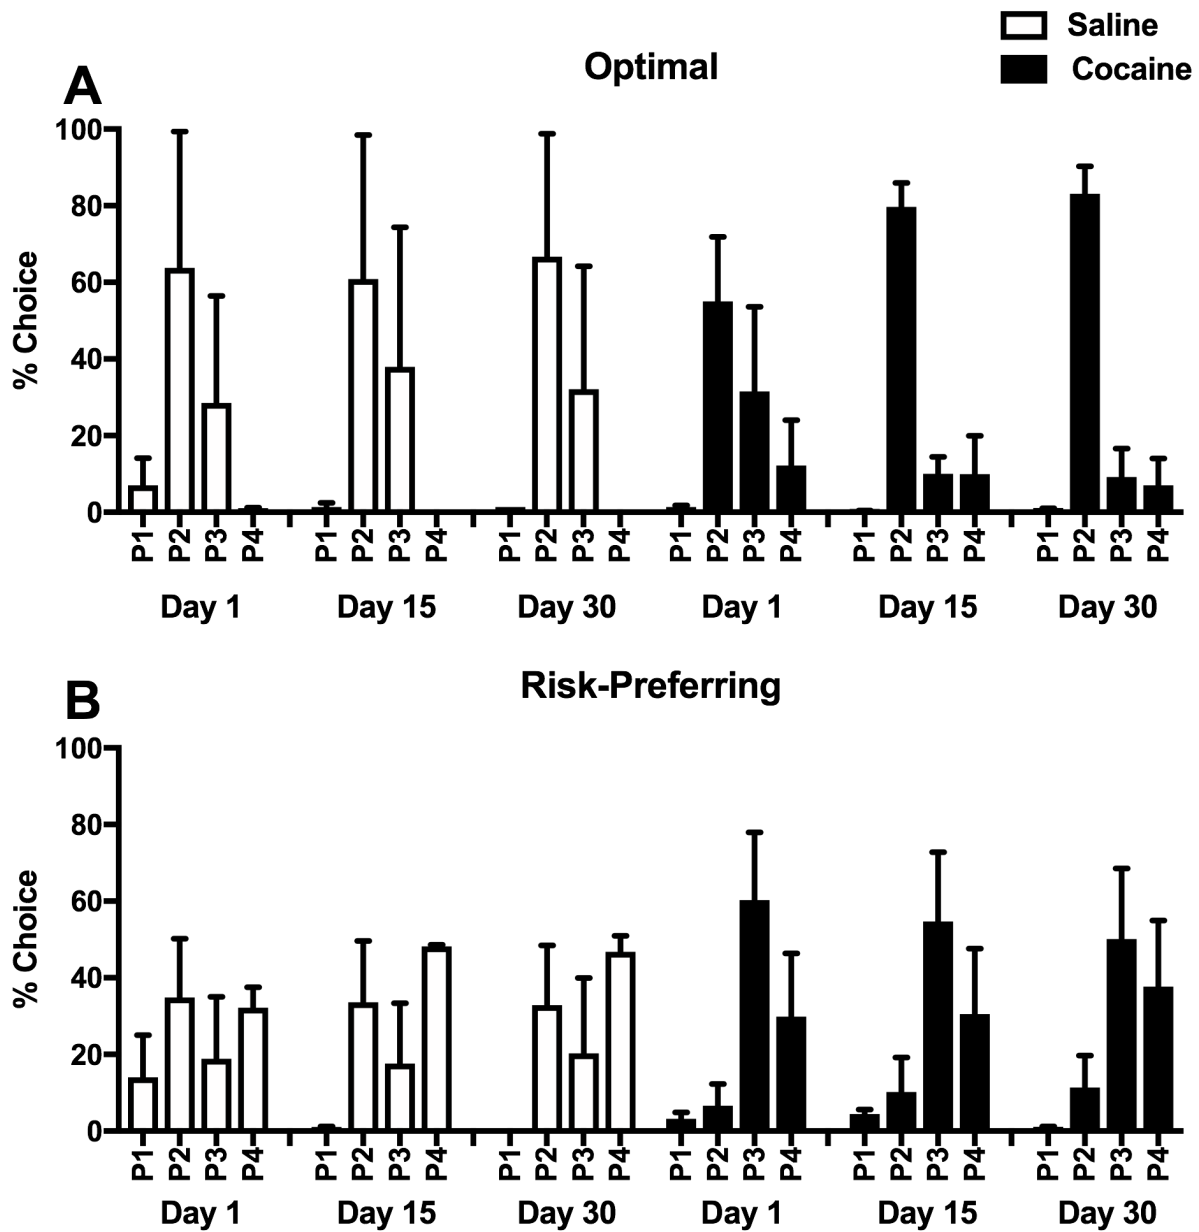 Saline
Cocaine
A
Optimal
% Choice
100
80
60
40
20
0
P1 P2 P3 P4 P1 P2 P3 P4 P1 P2 P3 P4 P1 P2 P3 P4 P1 P2 P3 P4 P1 P2 P3 P4
Day 1 Day 15 Day 30 Day 1 Day 15 Day 30
B
Risk-Preferring
% Choice
100
80
60
40
20
0
P1 P2 P3 P4 P1 P2 P3 P4 P1 P2 P3 P4 P1 P2 P3 P4 P1 P2 P3 P4 P1 P2 P3 P4
Day 1 Day 15 Day 30 Day 1 Day 15 Day 30